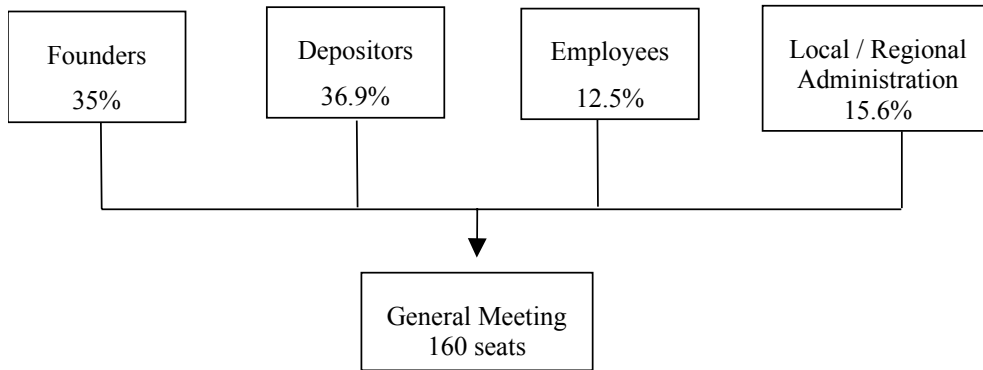 Founders
35%
Depositors
36.9%
Employees
12.5%
Local / Regional
Administration
15.6%
General Meeting
160 seats